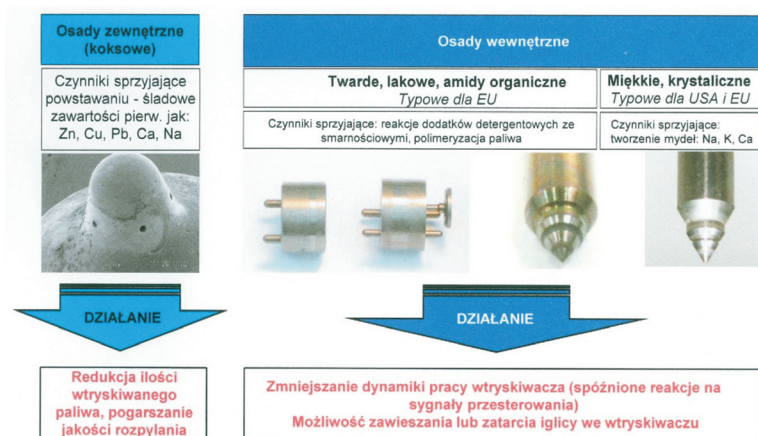 Osady zewnętrzne
(koksowe)
Osady wewnętrzne
Czynniki sprzyjające
powstawaniu - śladowe
zawartości pierw. jak:
Zn, Cu, Pb, Ca, Na
Twarde, lakowe, amidy organiczne
Typowe dla EU
Miękkie, krystaliczne
Typowe dla USA i EU
Czynniki sprzyjające: reakcje dodatków detergentowych ze
smarnościowymi, polimeryzacja paliwa
Czynniki sprzyjające:
tworzenie mydeł: Na, K, Ca
DZIAŁANIE
DZIAŁANIE
Redukcja ilości
wtryskiwanego
paliwa, pogarszanie
jakości rozpylania
Zmniejszanie dynamiki pracy wtryskiwacza (spóźnione reakcje na
sygnały przesterowania)
Możliwość zawieszania lub zatarcia iglicy we wtryskiwaczu